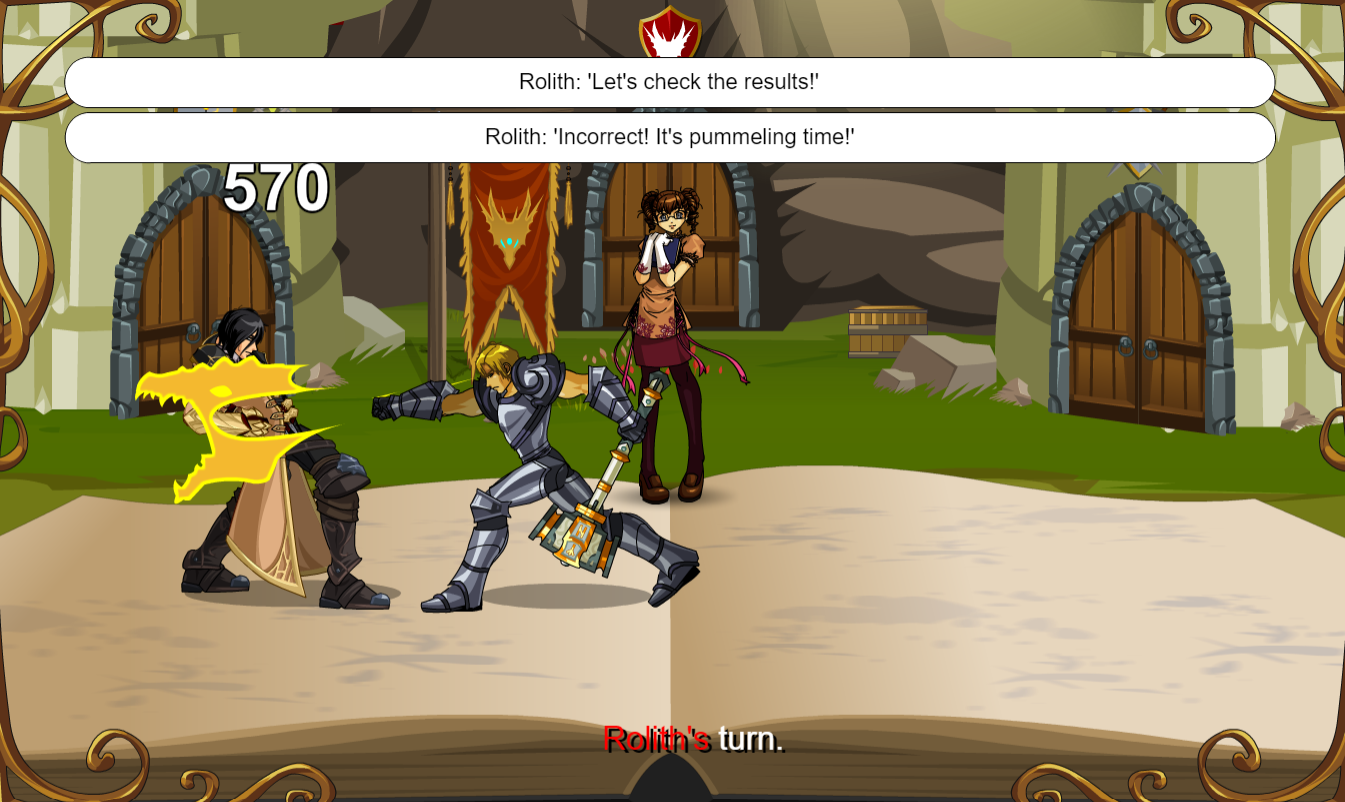 Rolith: 'Let's check the results!'
Rolith: 'Incorrect! It's pummeling time!'
570
Rolith's turn.